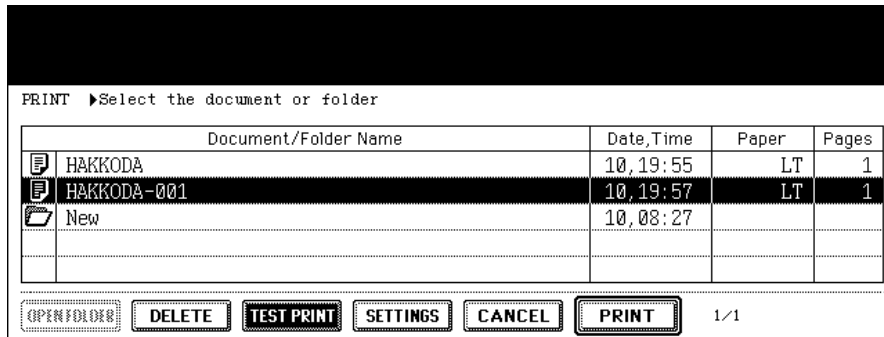 PRINT ▶Select the document or folder
Document/Folder Name Date,Time Paper Pages
HAKKODA 10,19:55 LT 1
HAKKODA-001 10,19:57 LT 1
New 10,08:27
OPENFOLDER DELETE TEST PRINT SETTINGS CANCEL PRINT 1/1